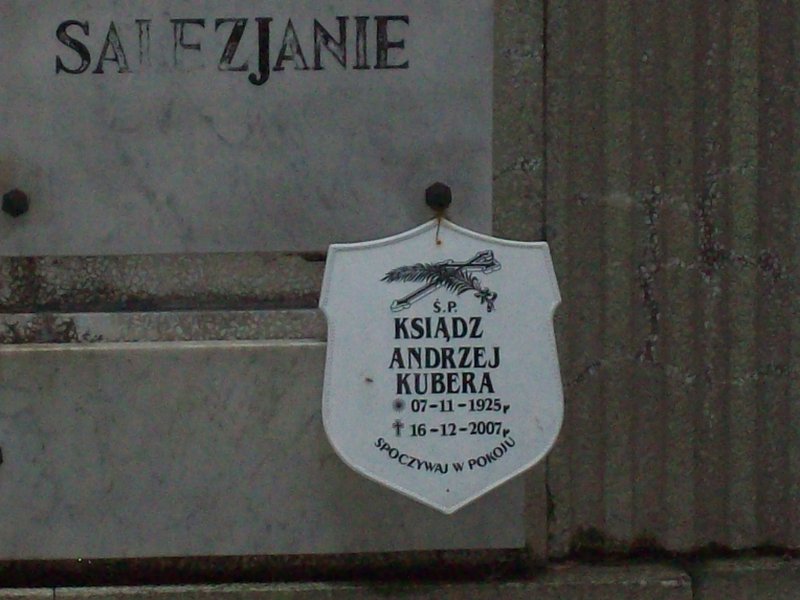 SALEZJANIE
Ś.P.
KSIĄDZ
ANDRZEJ
KUBERA
* 07-11-1925r
† 16-12-2007r
SPOCZYWAJ W POKOJU